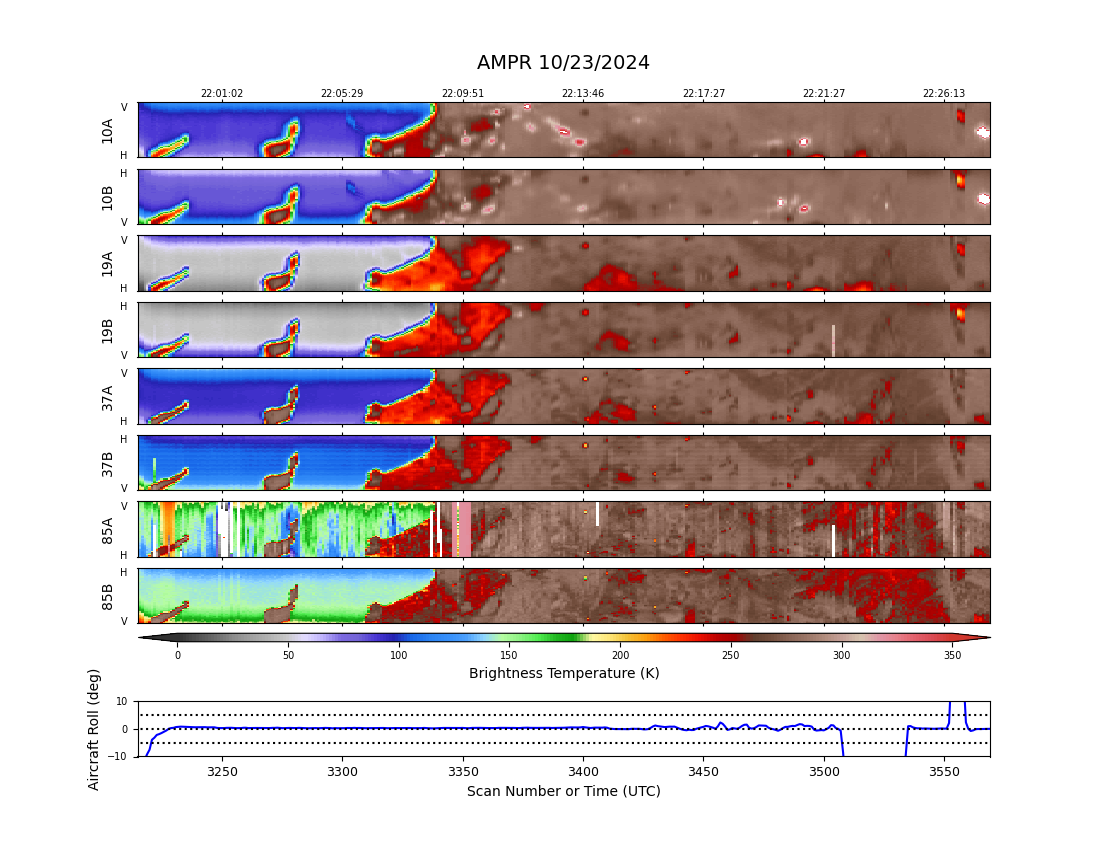 AMPR 10/23/2024
22:01:02 22:05:29 22:09:51 22:13:46 22:17:27 22:21:27 22:26:13
V
10A
H
H
10B
V
V
19A
H
H
19B
V
V
37A
H
H
37B
V
V
85A
H
H
85B
V
0 50 100 150 200 250 300 350
Brightness Temperature (K)
Aircraft Roll (deg)
10
0
−10
3250 3300 3350 3400 3450 3500 3550
Scan Number or Time (UTC)